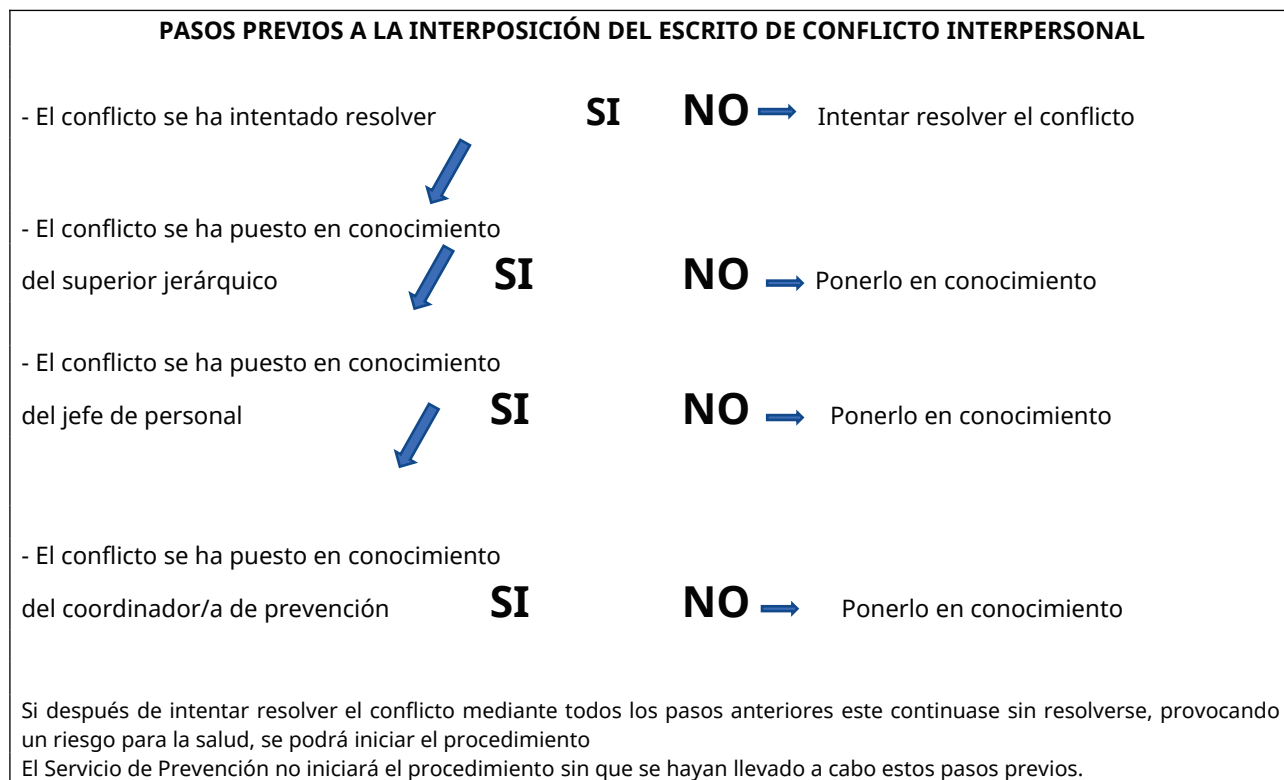 PASOS PREVIOS A LA INTERPOSICIÓN DEL ESCRITO DE CONFLICTO INTERPERSONAL
- El conflicto se ha intentado resolver SI NO Intentar resolver el conflicto
- El conflicto se ha puesto en conocimiento
del superior jerárquico SI NO Ponerlo en conocimiento
- El conflicto se ha puesto en conocimiento
del jefe de personal SI NO Ponerlo en conocimiento
- El conflicto se ha puesto en conocimiento
del coordinador/a de prevención SI NO Ponerlo en conocimiento
Si después de intentar resolver el conflicto mediante todos los pasos anteriores este continuase sin resolverse, provocando
un riesgo para la salud, se podrá iniciar el procedimiento
El Servicio de Prevención no iniciará el procedimiento sin que se hayan llevado a cabo estos pasos previos.